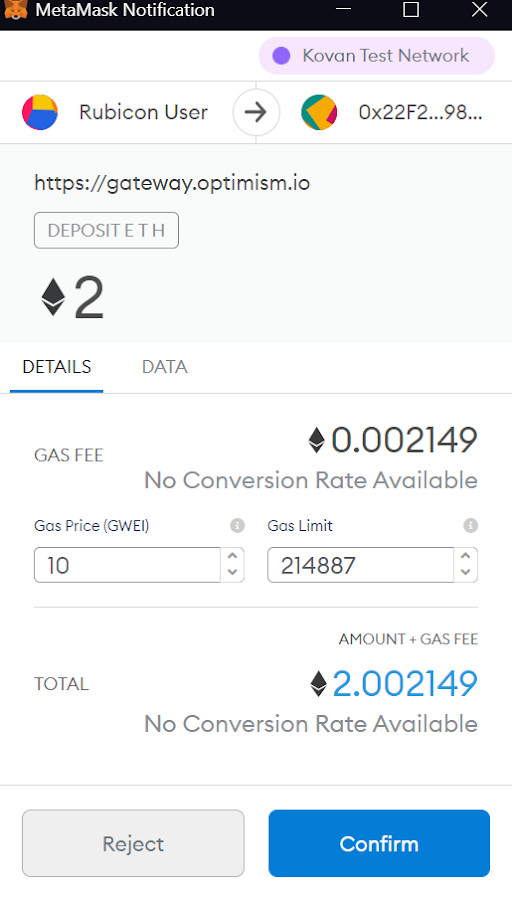 MetaMask Notification
Kovan Test Network
Rubicon User
0x22F2...98...
https://gateway.optimism.io
DEPOSIT E T H
2
DETAILS
DATA
0.002149
GAS FEE
No Conversion Rate Available
Gas Price (GWEI)
Gas Limit
10
214887
AMOUNT + GAS FEE
TOTAL
2.002149
No Conversion Rate Available
Reject
Confirm